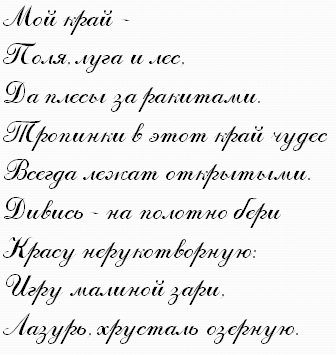 Мой край -
Поля, луга и лес,
Да плесы за ракитами.
Тропинки в этот край чудес
Всегда лежат открытыми.
Дивись - на полотно бери
Красу нерукотворную:
Игру малиной зари,
Лазурь, хрусталь озерную.